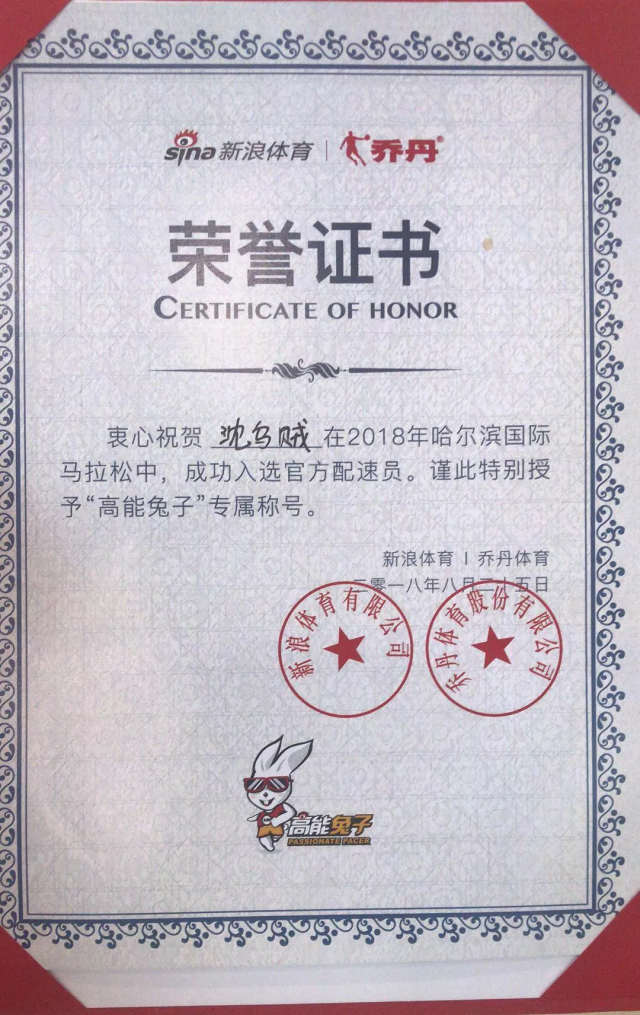 sina新浪体育 | 乔丹®
荣誉证书
CERTIFICATE OF HONOR
衷心祝贺 沈乌贼 在2018年哈尔滨国际
马拉松中，成功入选官方配速员。谨此特别授
予“高能兔子”专属称号。
新浪体育 | 乔丹体育
二零一八年八月二十五日
新浪体育有限公司
乔丹体育股份有限公司
高能兔子
PASSIONATE PACER